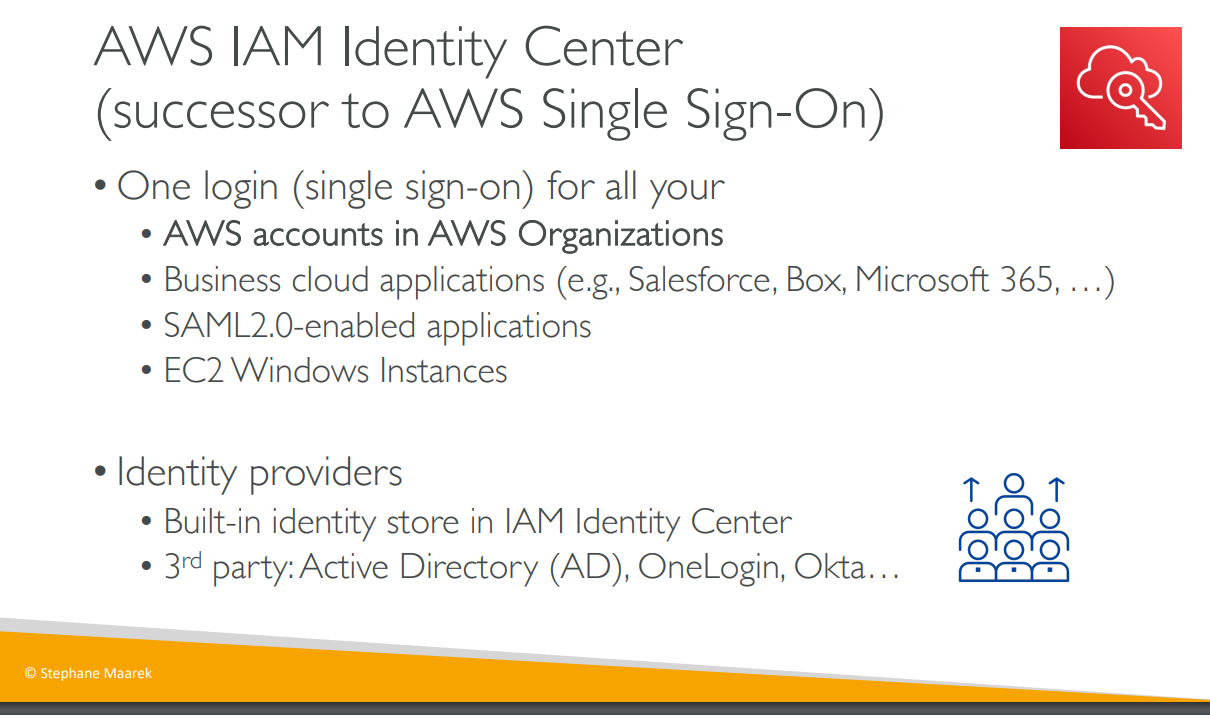 AWS IAM Identity Center
(successor to AWS Single Sign-On)
• One login (single sign-on) for all your
• AWS accounts in AWS Organizations
• Business cloud applications (e.g., Salesforce, Box, Microsoft 365, …)
• SAML2.0-enabled applications
• EC2 Windows Instances
• Identity providers
• Built-in identity store in IAM Identity Center
• 3rd party: Active Directory (AD), OneLogin, Okta…
© Stephane Maarek